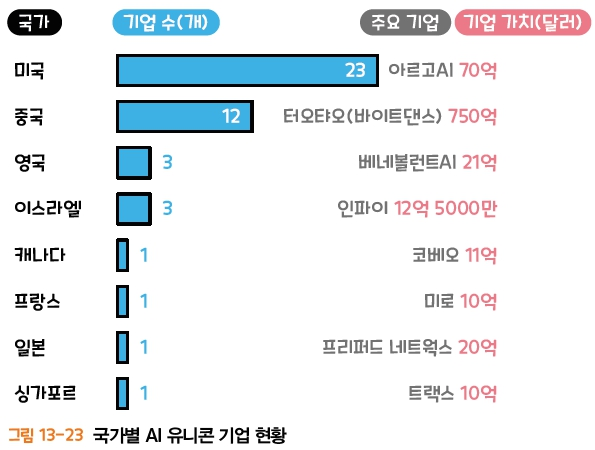 국가 기업 수(개) 주요 기업 기업 가치(달러)
미국 23 아르고AI 70억
중국 12 터오탸오(바이트댄스) 750억
영국 3 베네볼런트AI 21억
이스라엘 3 인파이 12억 5000만
캐나다 1 코베오 11억
프랑스 1 미로 10억
일본 1 프리퍼드 네트웍스 20억
싱가포르 1 트랙스 10억
그림 13-23 국가별 AI 유니콘 기업 현황